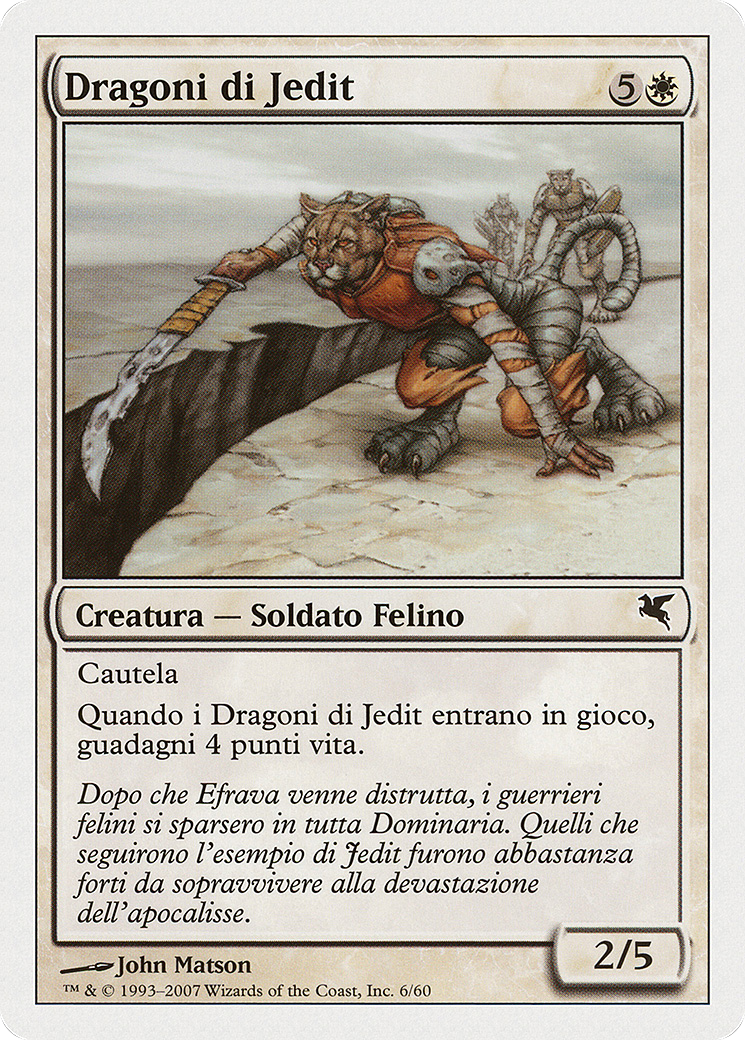 Dragoni di Jedit
5
Creatura — Soldato Felino
Cautela
Quando i Dragoni di Jedit entrano in gioco,
guadagni 4 punti vita.
Dopo che Efrava venne distrutta, i guerrieri
felini si sparsero in tutta Dominaria. Quelli che
seguirono l'esempio di Jedit furono abbastanza
forti da sopravvivere alla devastazione
dell'apocalisse.
2/5
John Matson
™ & © 1993–2007 Wizards of the Coast, Inc. 6/60